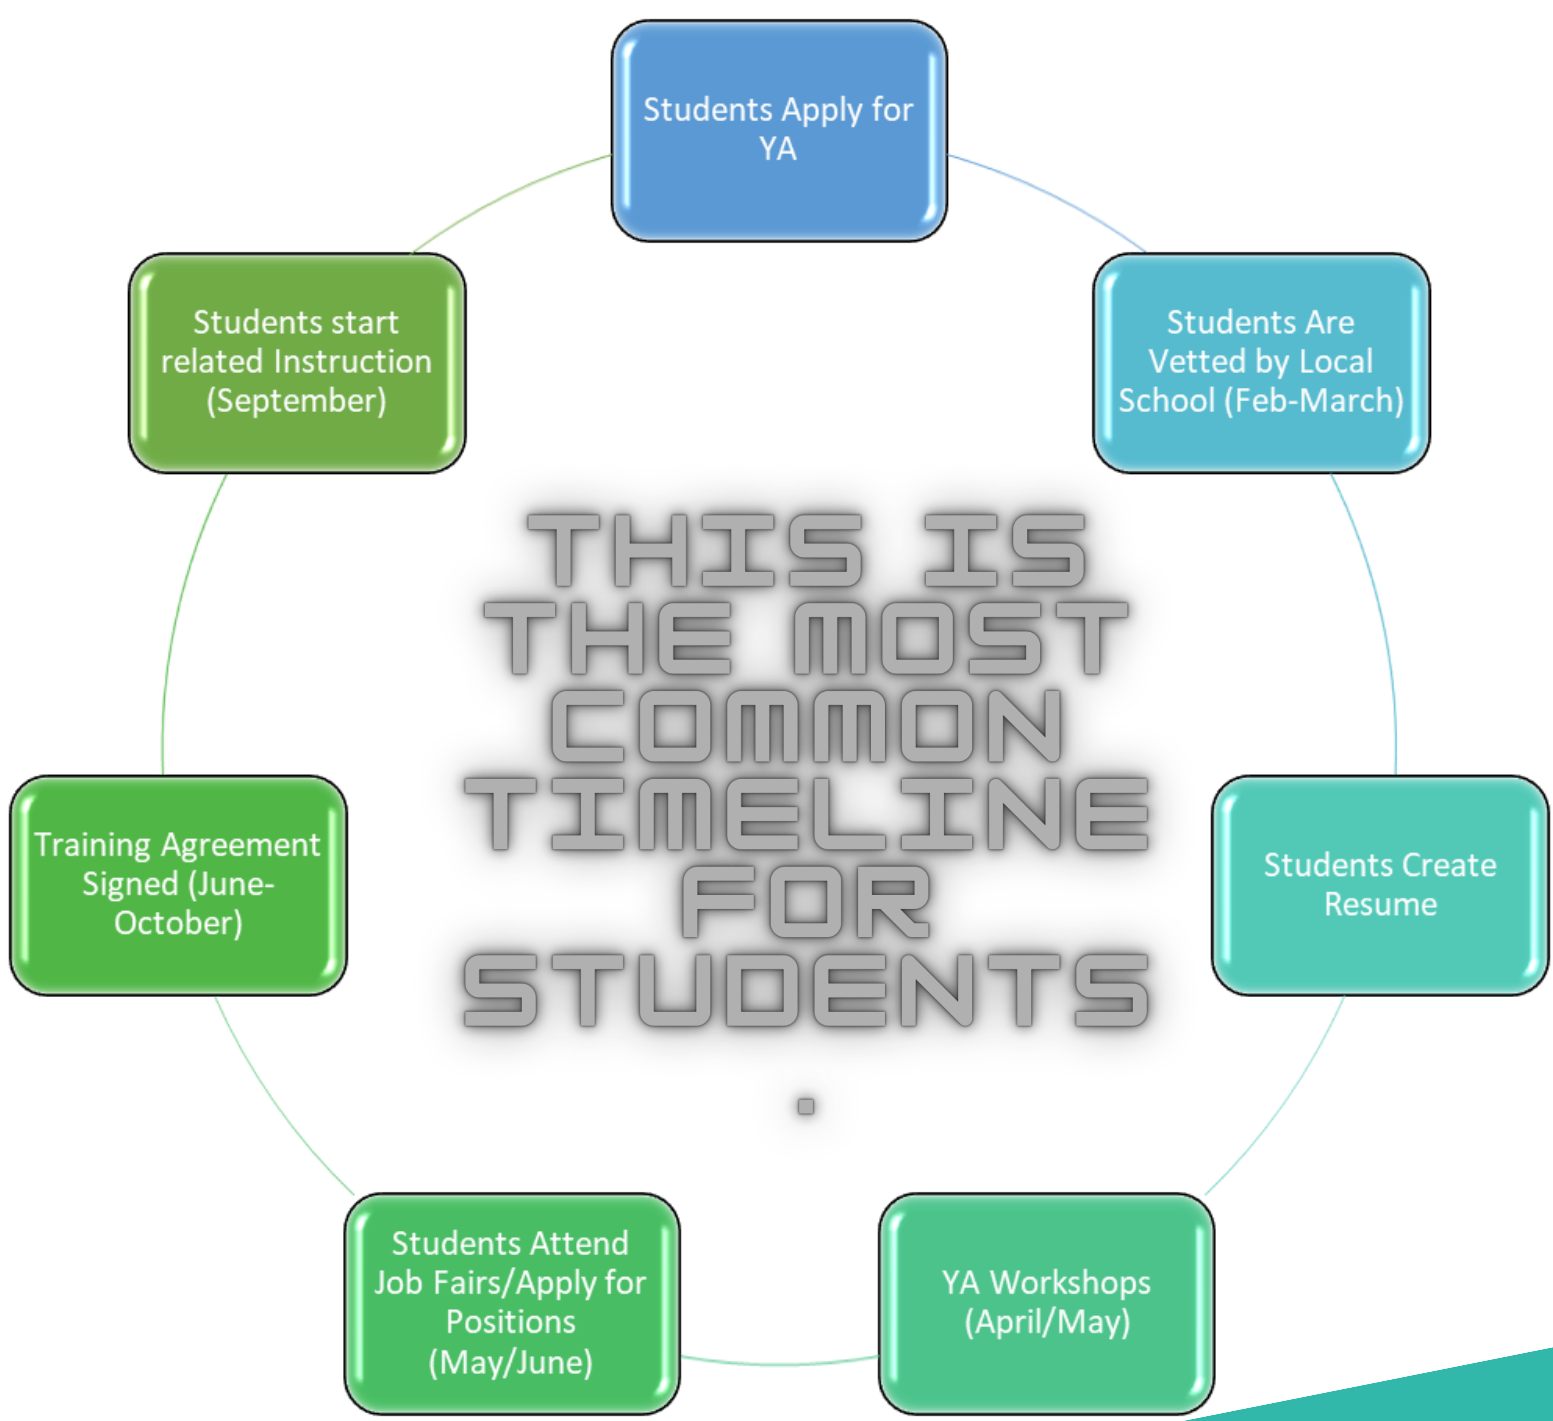 Students Apply for
YA
Students Are
Vetted by Local
School (Feb-March)
Students Create
Resume
YA Workshops
(April/May)
Students Attend
Job Fairs/Apply for
Positions
(May/June)
Training Agreement
Signed (June-
October)
Students start
related Instruction
(September)
THIS IS
THE MOST
COMMON
TIMELINE
FOR
STUDENTS
.